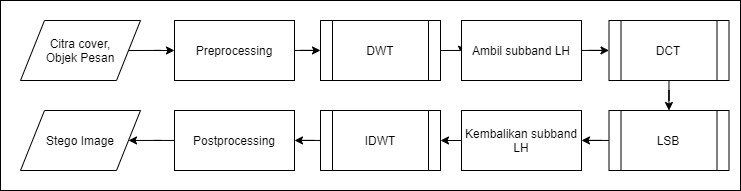 Citra cover,
Objek Pesan
Preprocessing
DWT
Ambil subband LH
DCT
Stego Image
Postprocessing
IDWT
Kembalikan subband
LH
LSB